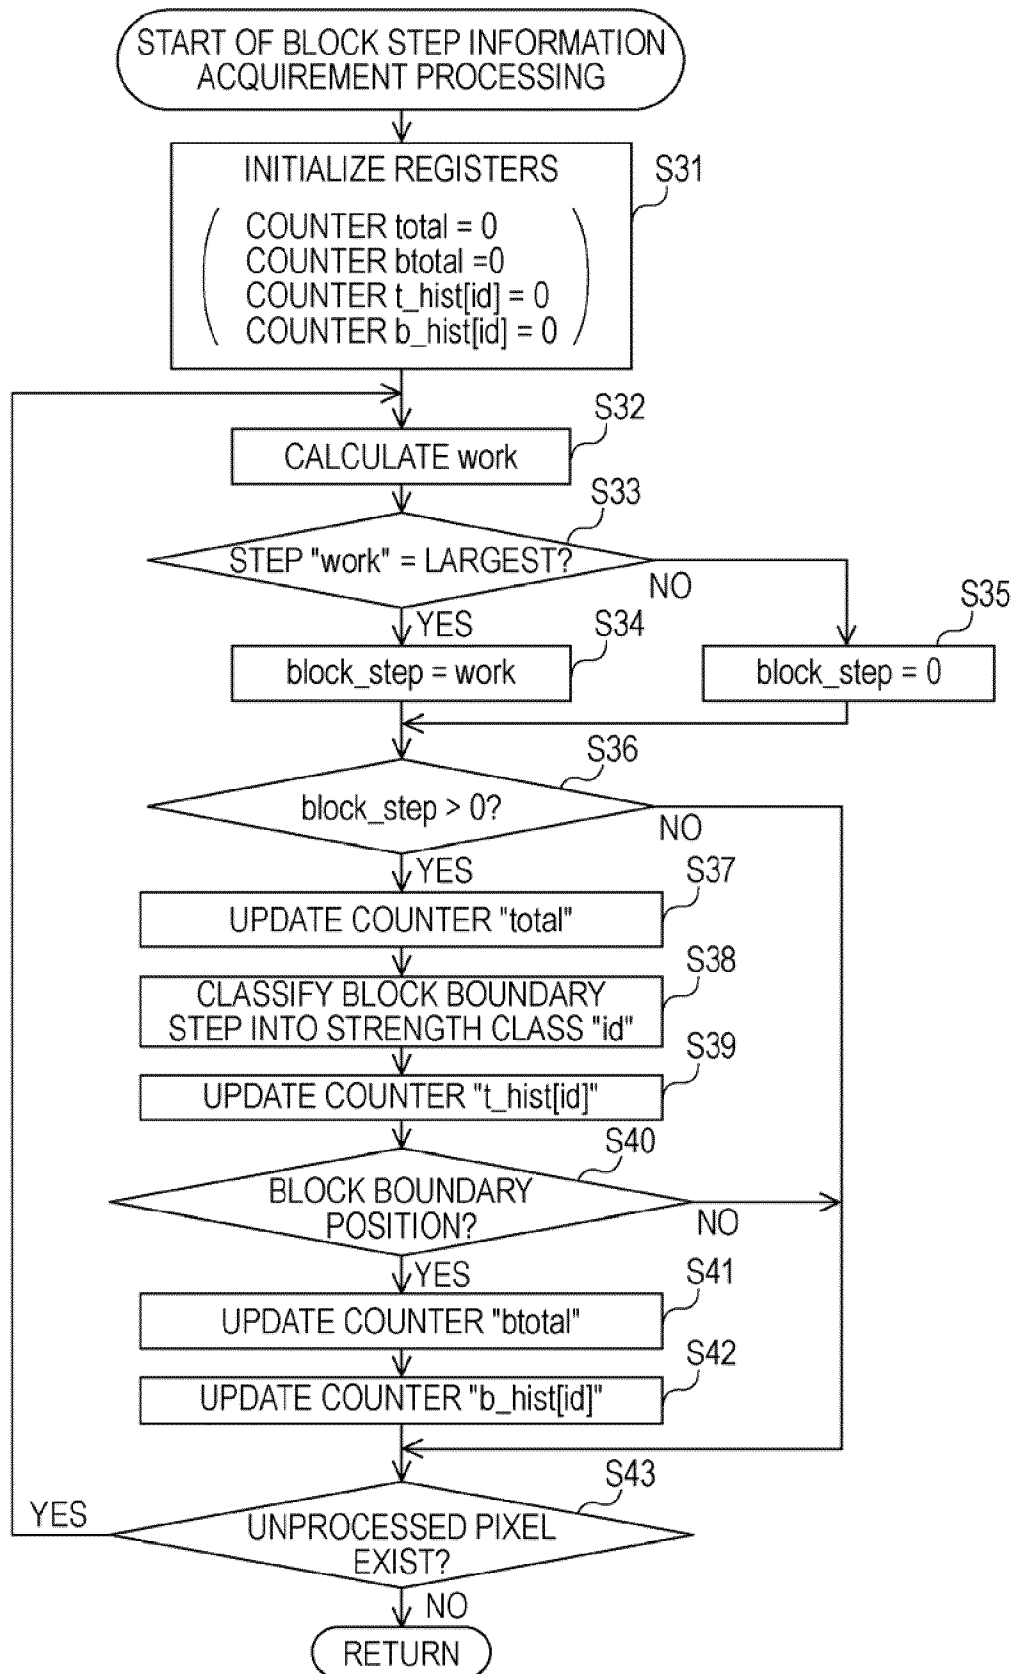 START OF BLOCK STEP INFORMATION
ACQUIREMENT PROCESSING
INITIALIZE REGISTERS
S31
COUNTER total = 0
COUNTER btotal =0
COUNTER t_hist[id] = 0
COUNTER b_hist[id] = 0
S32
CALCULATE work
S33
STEP "work" = LARGEST?
NO
YES
S34
S35
block_step = work
block_step = 0
S36
block_step > 0?
NO
YES
S37
UPDATE COUNTER "total"
S38
CLASSIFY BLOCK BOUNDARY
STEP INTO STRENGTH CLASS "id"
S39
UPDATE COUNTER "t_hist[id]"
S40
BLOCK BOUNDARY
POSITION?
NO
YES
S41
UPDATE COUNTER "btotal"
S42
UPDATE COUNTER "b_hist[id]"
S43
YES
UNPROCESSED PIXEL
EXIST?
NO
RETURN